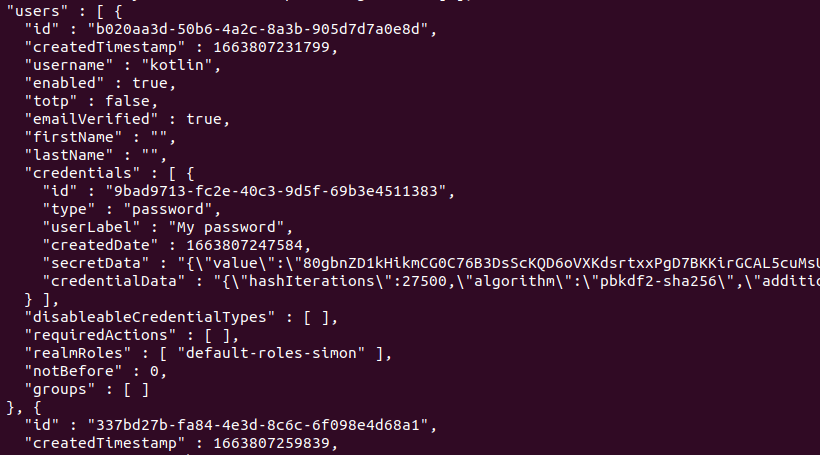 "users" : [ {
"id" : "b020aa3d-50b6-4a2c-8a3b-905d7d7a0e8d",
"createdTimestamp" : 1663807231799,
"username" : "kotlin",
"enabled" : true,
"totp" : false,
"emailVerified" : true,
"firstName" : "",
"lastName" : "",
"credentials" : [ {
"id" : "9bad9713-fc2e-40c3-9d5f-69b3e4511383",
"type" : "password",
"userLabel" : "My password",
"createdDate" : 1663807247584,
"secretData" : "{\"value\":\"80gbnZD1kHikmCG0C76B3DsScKQD6oVXKdsrtxxPgD7BKKirGCAL5cuMsU
"credentialData" : "{\"hashIterations\":27500,\"algorithm\":\"pbkdf2-sha256\",\"additic
} ],
"disableableCredentialTypes" : [ ],
"requiredActions" : [ ],
"realmRoles" : [ "default-roles-simon" ],
"notBefore" : 0,
"groups" : [ ]
}, {
"id" : "337bd27b-fa84-4e3d-8c6c-6f098e4d68a1",
"createdTimestamp" : 1663807259839,